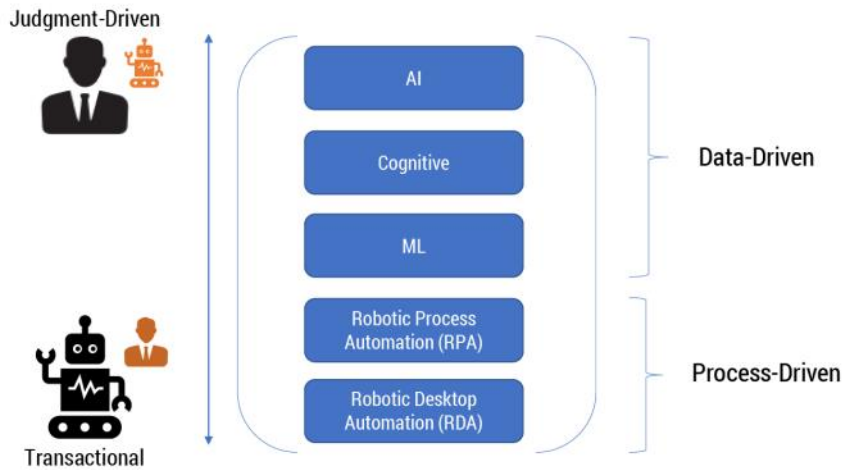 Judgment-Driven
AI
Cognitive
Data-Driven
ML
Robotic Process
Automation (RPA)
Process-Driven
Robotic Desktop
Automation (RDA)
Transactional